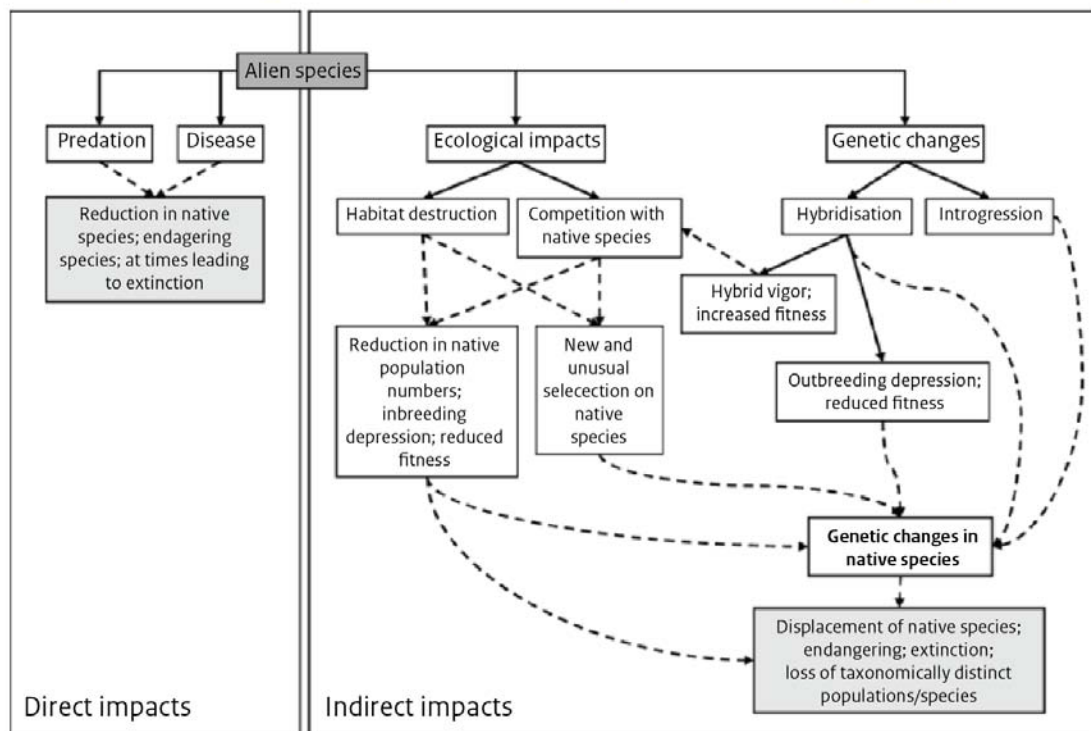 Alien species
Predation
Disease
Reduction in native
species; endagering
species; at times leading
to extinction
Direct impacts
Ecological impacts
Genetic changes
Habitat destruction
Competition with
native species
Hybridisation
Introgression
Hybrid vigor;
increased fitness
Reduction in native
population
numbers;
inbreeding
depression; reduced
fitness
New and
unusual
selecection on
native
species
Outbreeding depression;
reduced fitness
Genetic changes in
native species
Displacement of native species;
endangering; extinction;
loss of taxonomically distinct
populations/species
Indirect impacts